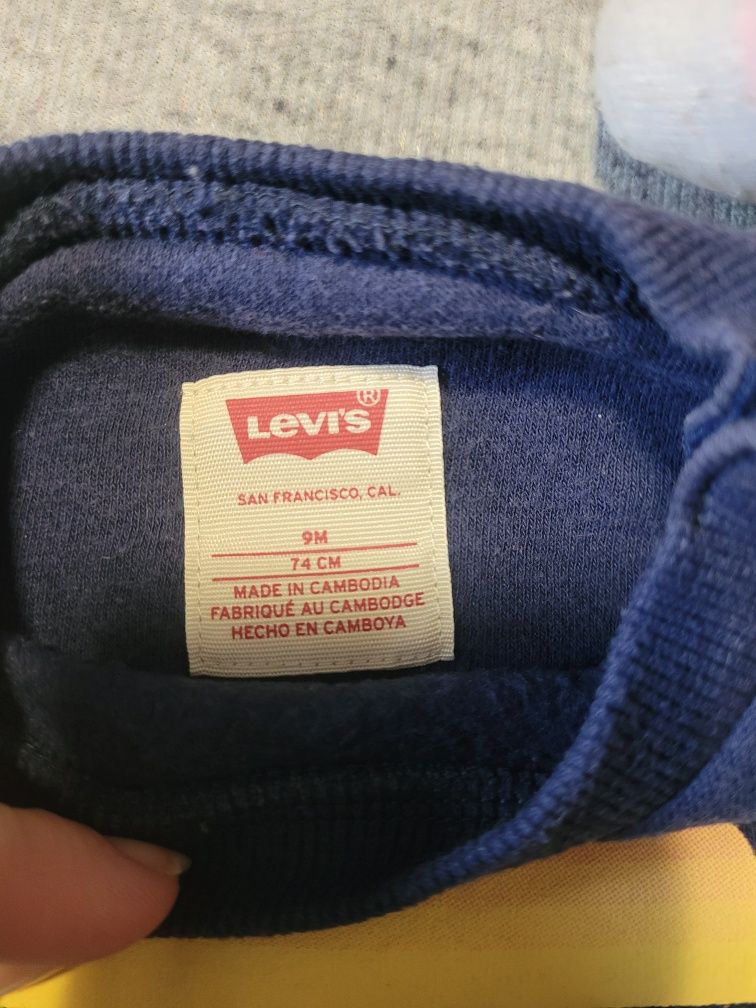 Levi's®
SAN FRANCISCO, CAL.
9M
74 CM
MADE IN CAMBODIA
FABRIQUÉ AU CAMBODGE
HECHO EN CAMBOYA